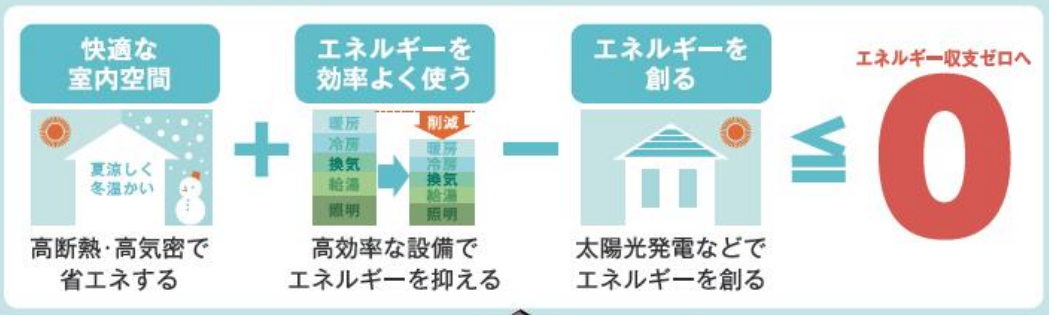 快適な
室内空間
夏涼しく
冬温かい
高断熱・高気密で
省エネする
+
エネルギーを
効率よく使う
暖房
冷房
換気
給湯
照明
削減
暖房
冷房
換気
給湯
照明
高効率な設備で
エネルギーを抑える
−
エネルギーを
創る
太陽光発電などで
エネルギーを創る
≦
エネルギー収支ゼロへ
0